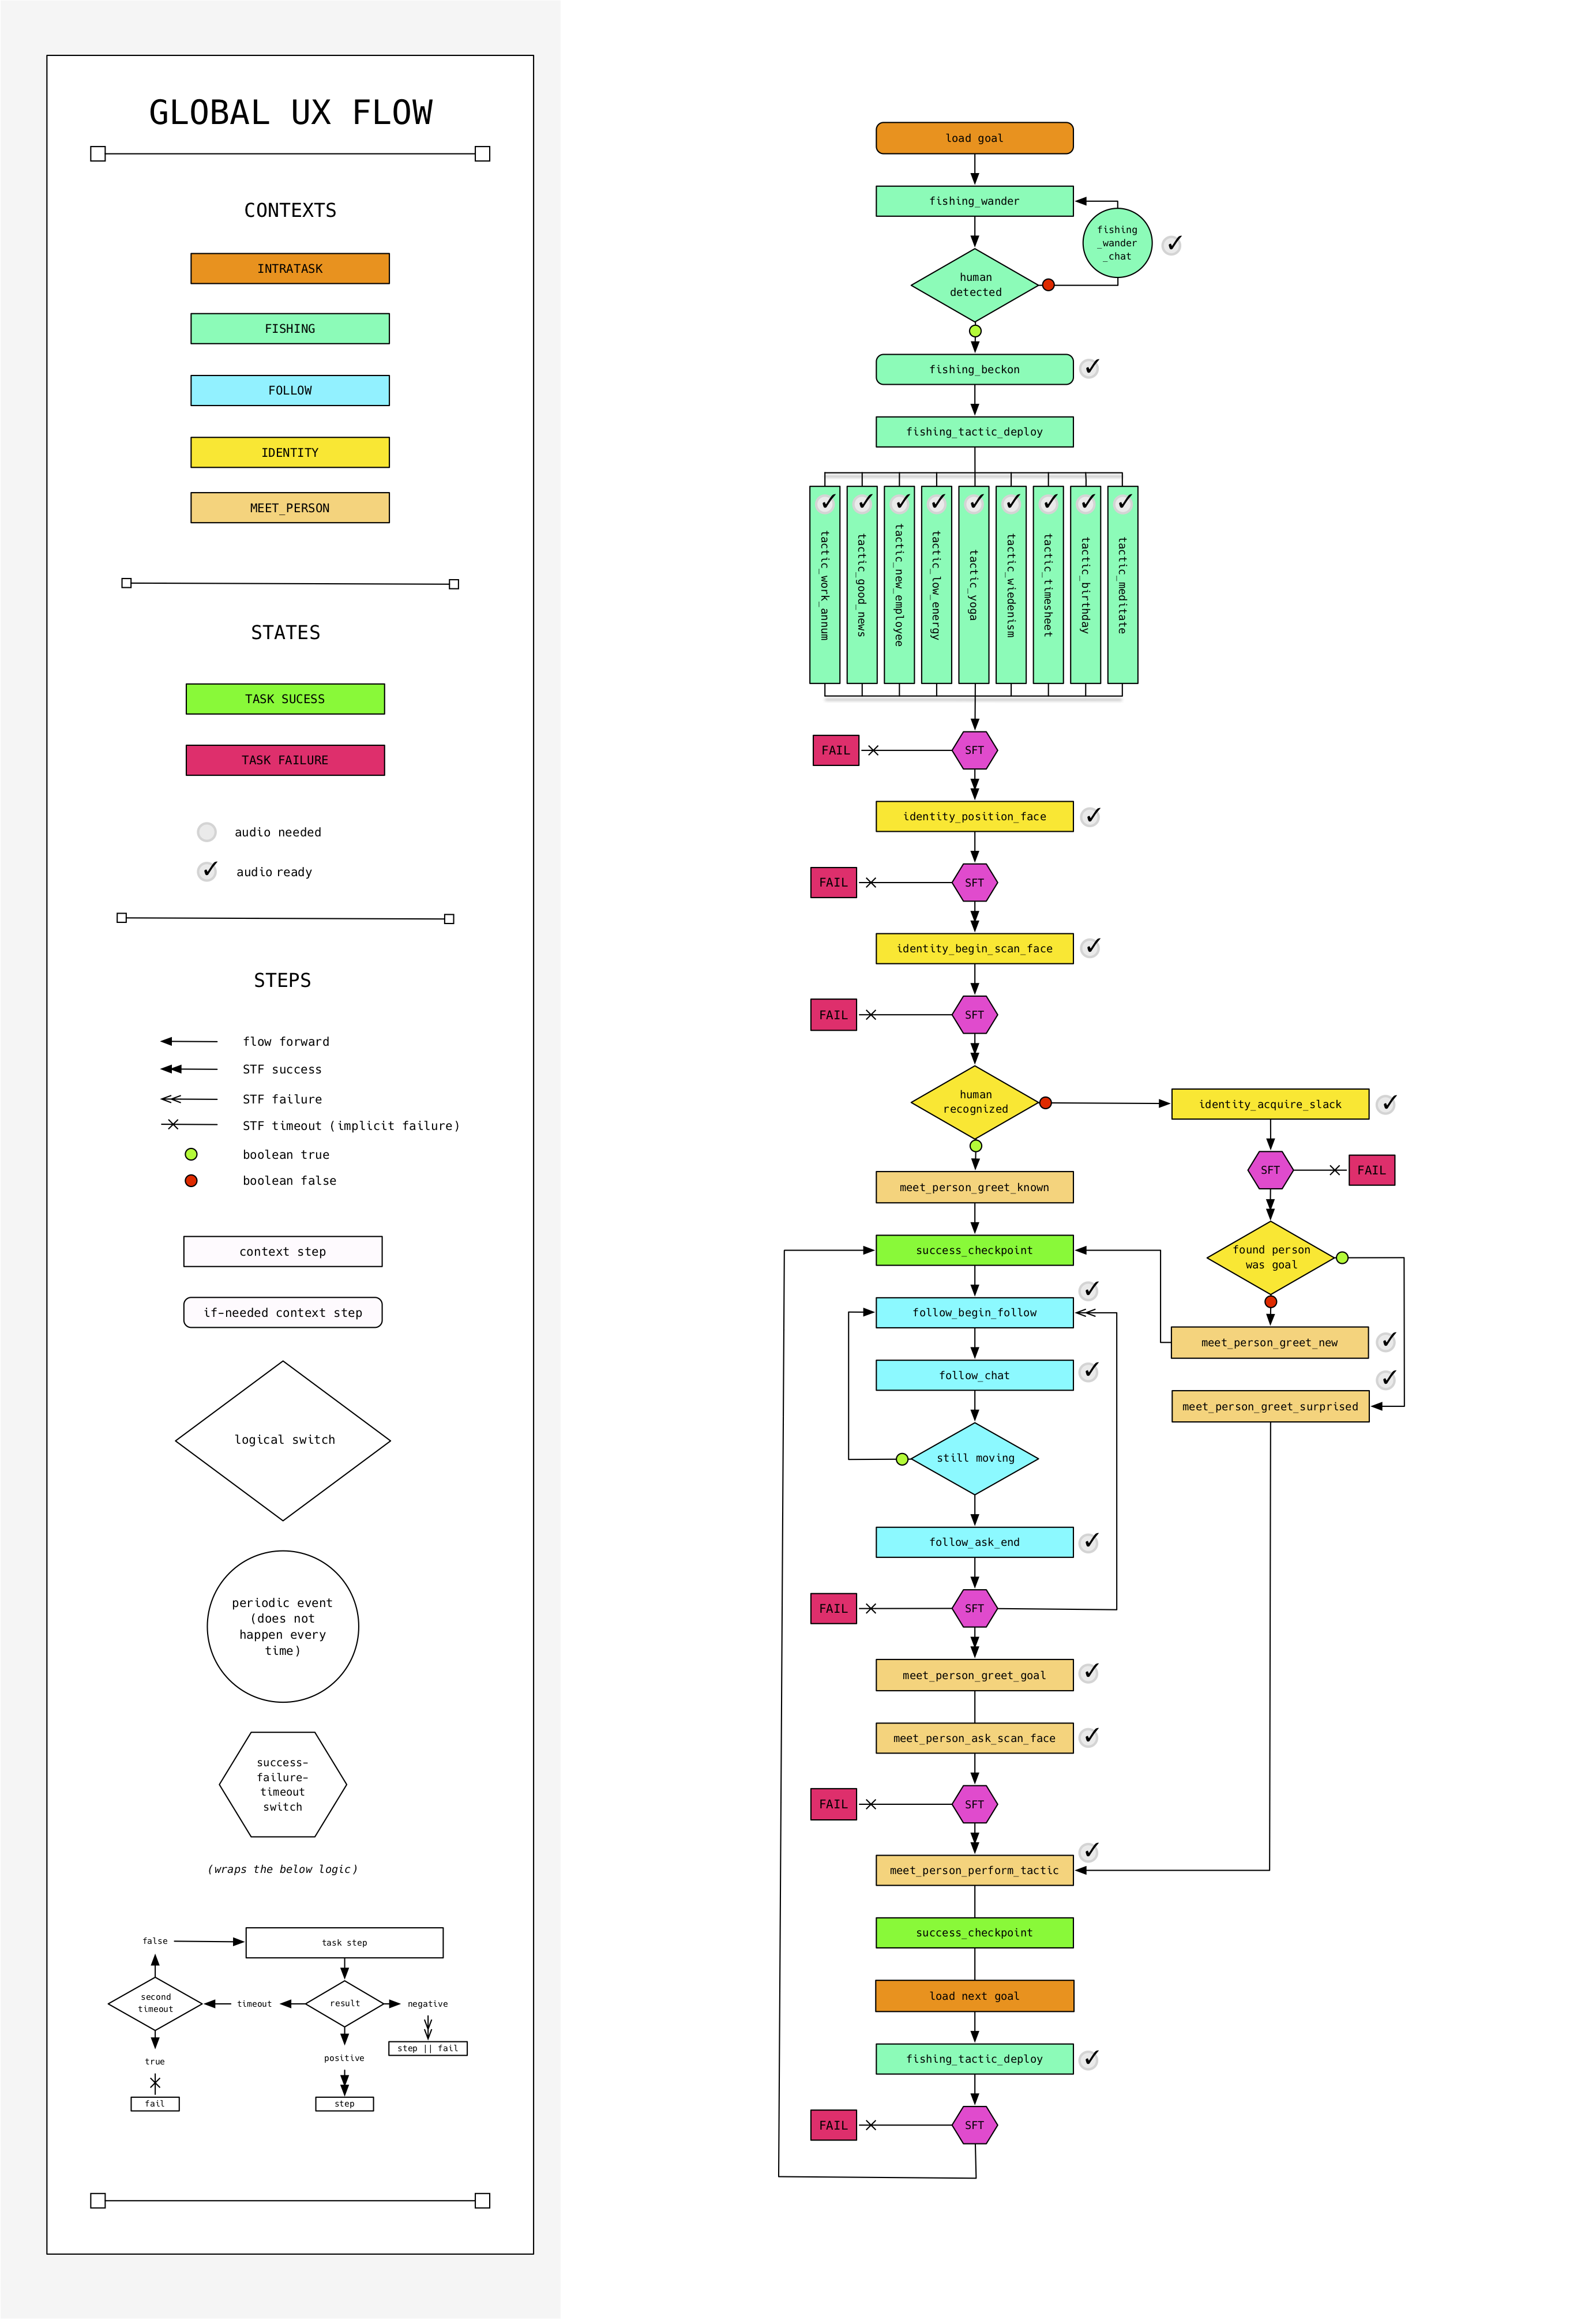 GLOBAL UX FLOW
CONTEXTS
INTRATASK
FISHING
FOLLOW
IDENTITY
MEET_PERSON
STATES
TASK SUCESS
TASK FAILURE
audio needed
audio ready
STEPS
flow forward
STF success
STF failure
STF timeout (implicit failure)
boolean true
boolean false
context step
if-needed context step
logical switch
periodic event
(does not
happen every
time)
success-
failure-
timeout
switch
(wraps the below logic)
false
task step
second
timeout
timeout
result
negative
step || fail
true
positive
fail
step
load goal
fishing_wander
fishing
_wander
_chat
human
detected
fishing_beckon
fishing_tactic_deploy
tactic_work_annum
tactic_good_news
tactic_new_employee
tactic_low_energy
tactic_yoga
tactic_wiedenism
tactic_timesheet
tactic_birthday
tactic_meditate
FAIL
SFT
identity_position_face
FAIL
SFT
identity_begin_scan_face
FAIL
SFT
human
recognized
identity_acquire_slack
SFT
FAIL
meet_person_greet_known
found person
was goal
success_checkpoint
follow_begin_follow
meet_person_greet_new
follow_chat
meet_person_greet_surprised
still moving
follow_ask_end
FAIL
SFT
meet_person_greet_goal
meet_person_ask_scan_face
FAIL
SFT
meet_person_perform_tactic
success_checkpoint
load next goal
fishing_tactic_deploy
FAIL
SFT